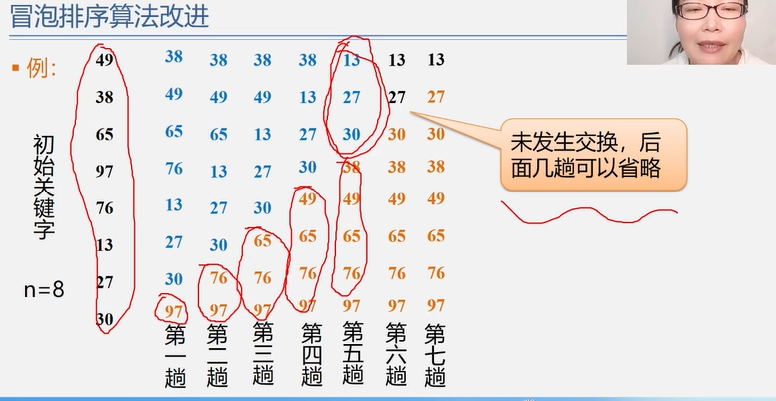 冒泡排序算法改进
▪ 例：
初始关键字
n=8
49 38 38 38 38 13 13 13
38 49 49 49 13 27 27 27
65 65 65 13 27 30 30 30
97 76 13 27 30 38 38 38
76 13 27 30 49 49 49 49
13 27 30 65 65 65 65 65
27 30 76 76 76 76 76 76
30 97 97 97 97 97 97 97
第一趟 第二趟 第三趟 第四趟 第五趟 第六趟 第七趟
未发生交换，后
面几趟可以省略